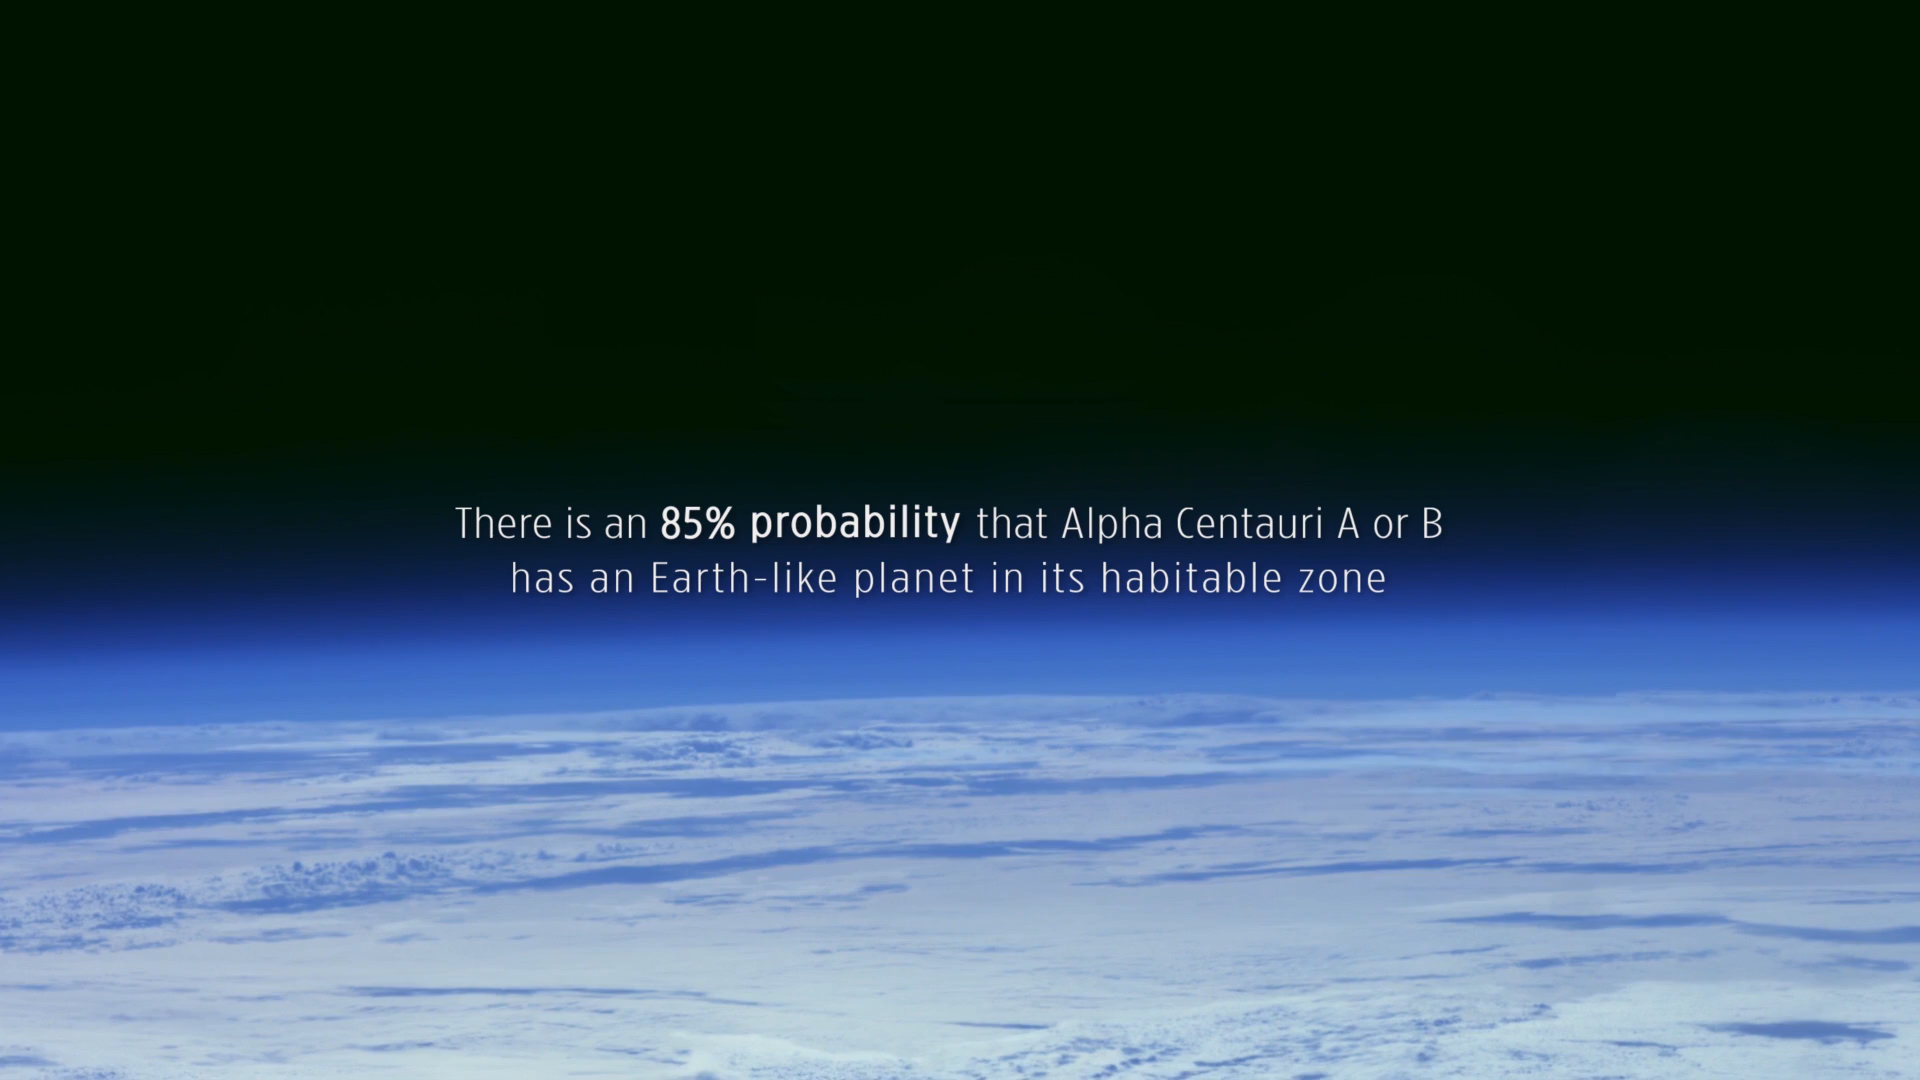 There is an 85% probability that Alpha Centauri A or B
has an Earth-like planet in its habitable zone